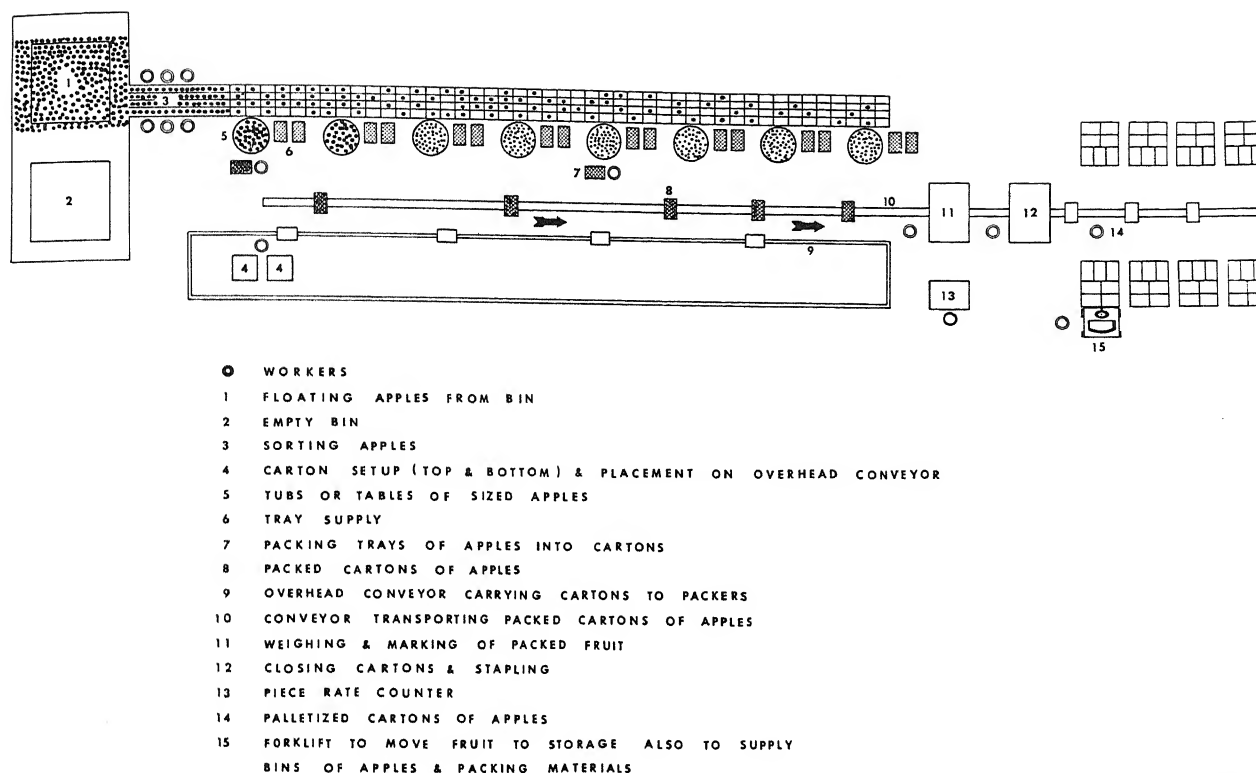 1
3
5
6
7
8
2
10
11
12
14
9
4 4
13
15
WORKERS
1 FLOATING APPLES FROM BIN
2 EMPTY BIN
3 SORTING APPLES
4 CARTON SETUP (TOP & BOTTOM) & PLACEMENT ON OVERHEAD CONVEYOR
5 TUBS OR TABLES OF SIZED APPLES
6 TRAY SUPPLY
7 PACKING TRAYS OF APPLES INTO CARTONS
8 PACKED CARTONS OF APPLES
9 OVERHEAD CONVEYOR CARRYING CARTONS TO PACKERS
10 CONVEYOR TRANSPORTING PACKED CARTONS OF APPLES
11 WEIGHING & MARKING OF PACKED FRUIT
12 CLOSING CARTONS & STAPLING
13 PIECE RATE COUNTER
14 PALLETIZED CARTONS OF APPLES
15 FORKLIFT TO MOVE FRUIT TO STORAGE ALSO TO SUPPLY
BINS OF APPLES & PACKING MATERIALS